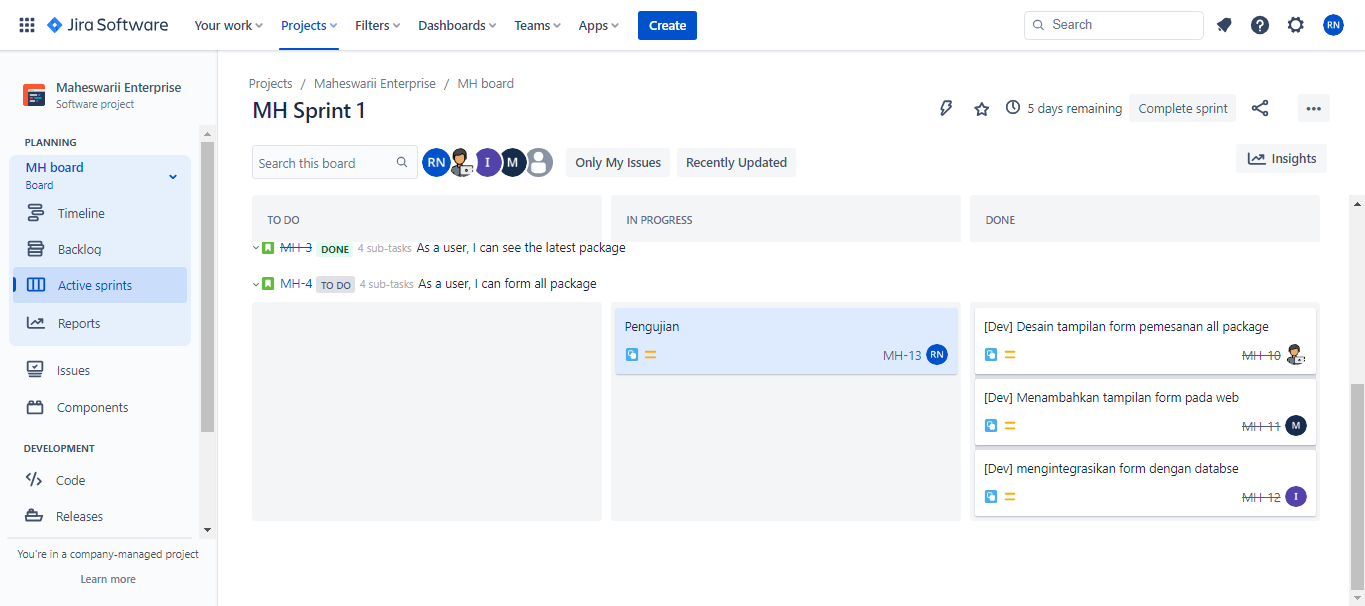 Jira Software Your work Projects Filters Dashboards Teams Apps Create Search RN
Maheswarii Enterprise
Software project
PLANNING
MH board
Board
Timeline
Backlog
Active sprints
Reports
Issues
Components
DEVELOPMENT
Code
Releases
You're in a company-managed project
Learn more
Projects / Maheswarii Enterprise / MH board
MH Sprint 1
5 days remaining Complete sprint
Search this board RN I M Only My Issues Recently Updated Insights
TO DO IN PROGRESS DONE
MH-3 DONE 4 sub-tasks As a user, I can see the latest package
MH-4 TO DO 4 sub-tasks As a user, I can form all package
Pengujian
MH-13 RN
[Dev] Desain tampilan form pemesanan all package
MH-10
[Dev] Menambahkan tampilan form pada web
MH-11 M
[Dev] mengintegrasikan form dengan databse
MH-12 I